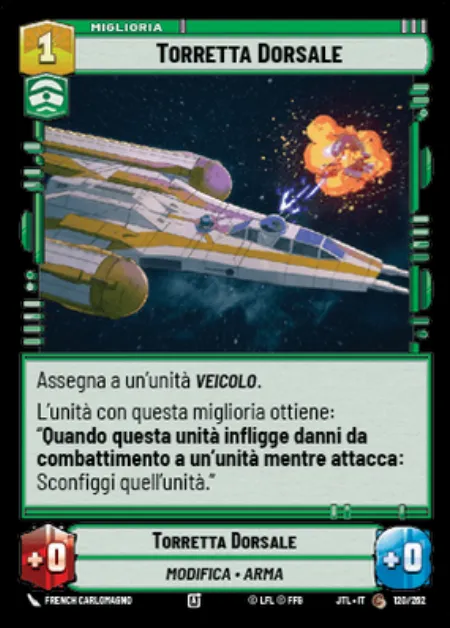 MIGLIORIA
1
TORRETTA DORSALE
Assegna a un'unità VEICOLO.
L'unità con questa miglioria ottiene:
"Quando questa unità infligge danni da
combattimento a un'unità mentre attacca:
Sconfiggi quell'unità."
+0
TORRETTA DORSALE
+0
MODIFICA • ARMA
FRENCH CARLOMAGNO
A
© LFL © FFG
JTL • IT
120/262